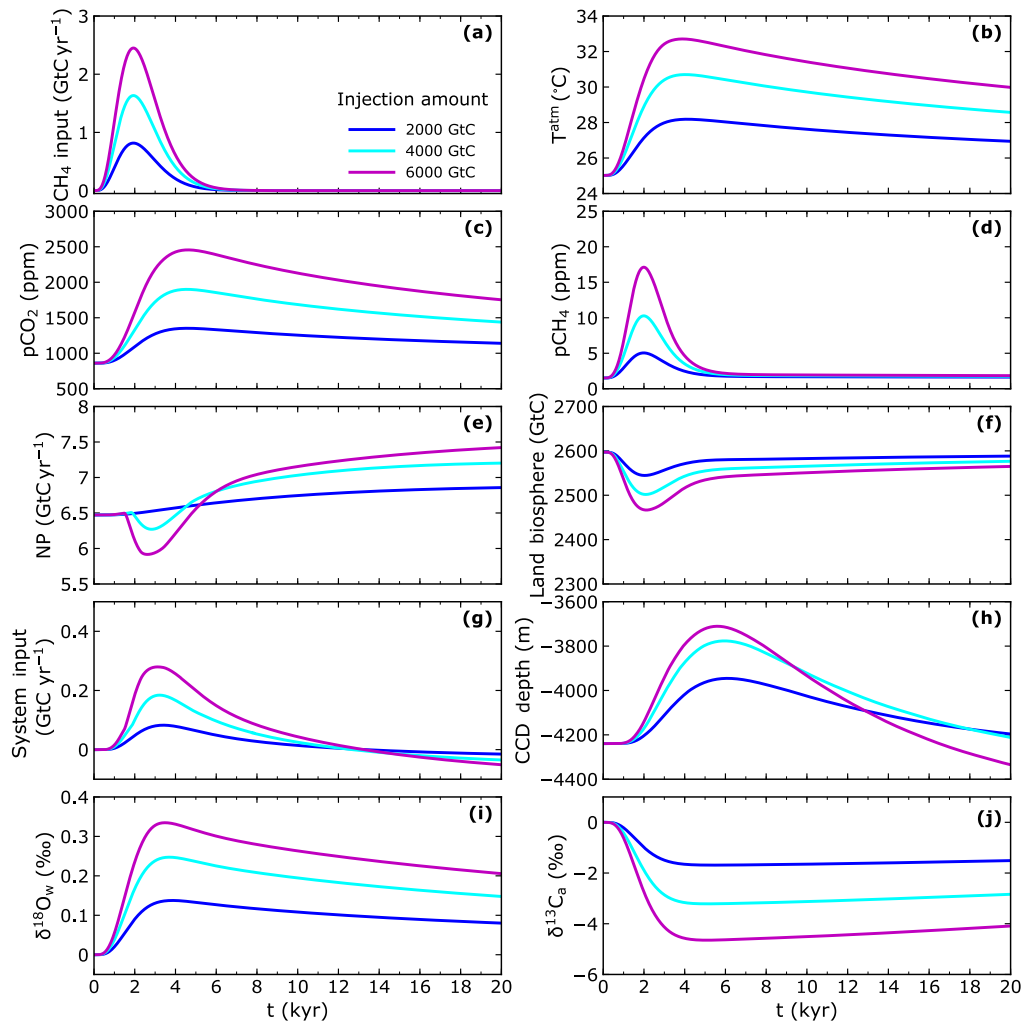 (a)
CH₄ input (GtC yr⁻¹)
3
2
1
0
Injection amount
2000 GtC
4000 GtC
6000 GtC
(b)
Tᵃᵗᵐ (°C)
34
32
30
28
26
24
(c)
pCO₂ (ppm)
3000
2500
2000
1500
1000
500
(d)
pCH₄ (ppm)
25
20
15
10
5
0
(e)
NP (GtC yr⁻¹)
8
7.5
7
6.5
6
5.5
(f)
Land biosphere (GtC)
2700
2600
2500
2400
2300
(g)
System input
(GtC yr⁻¹)
0.4
0.2
0
(h)
CCD depth (m)
−3600
−3800
−4000
−4200
−4400
(i)
δ¹⁸O_w (‰)
0.4
0.3
0.2
0.1
0
0 2 4 6 8 10 12 14 16 18 20
t (kyr)
(j)
δ¹³Cₐ (‰)
0
−2
−4
−6
0 2 4 6 8 10 12 14 16 18 20
t (kyr)